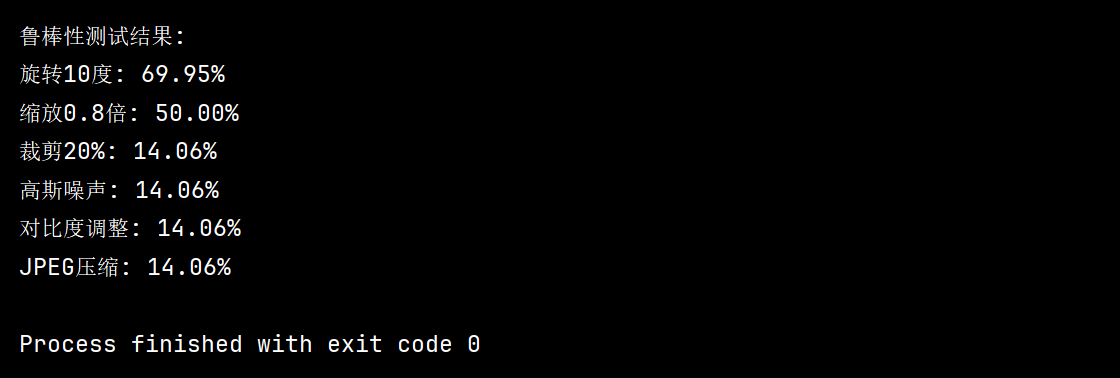 鲁棒性测试结果:
旋转10度: 69.95%
缩放0.8倍: 50.00%
裁剪20%: 14.06%
高斯噪声: 14.06%
对比度调整: 14.06%
JPEG压缩: 14.06%
Process finished with exit code 0